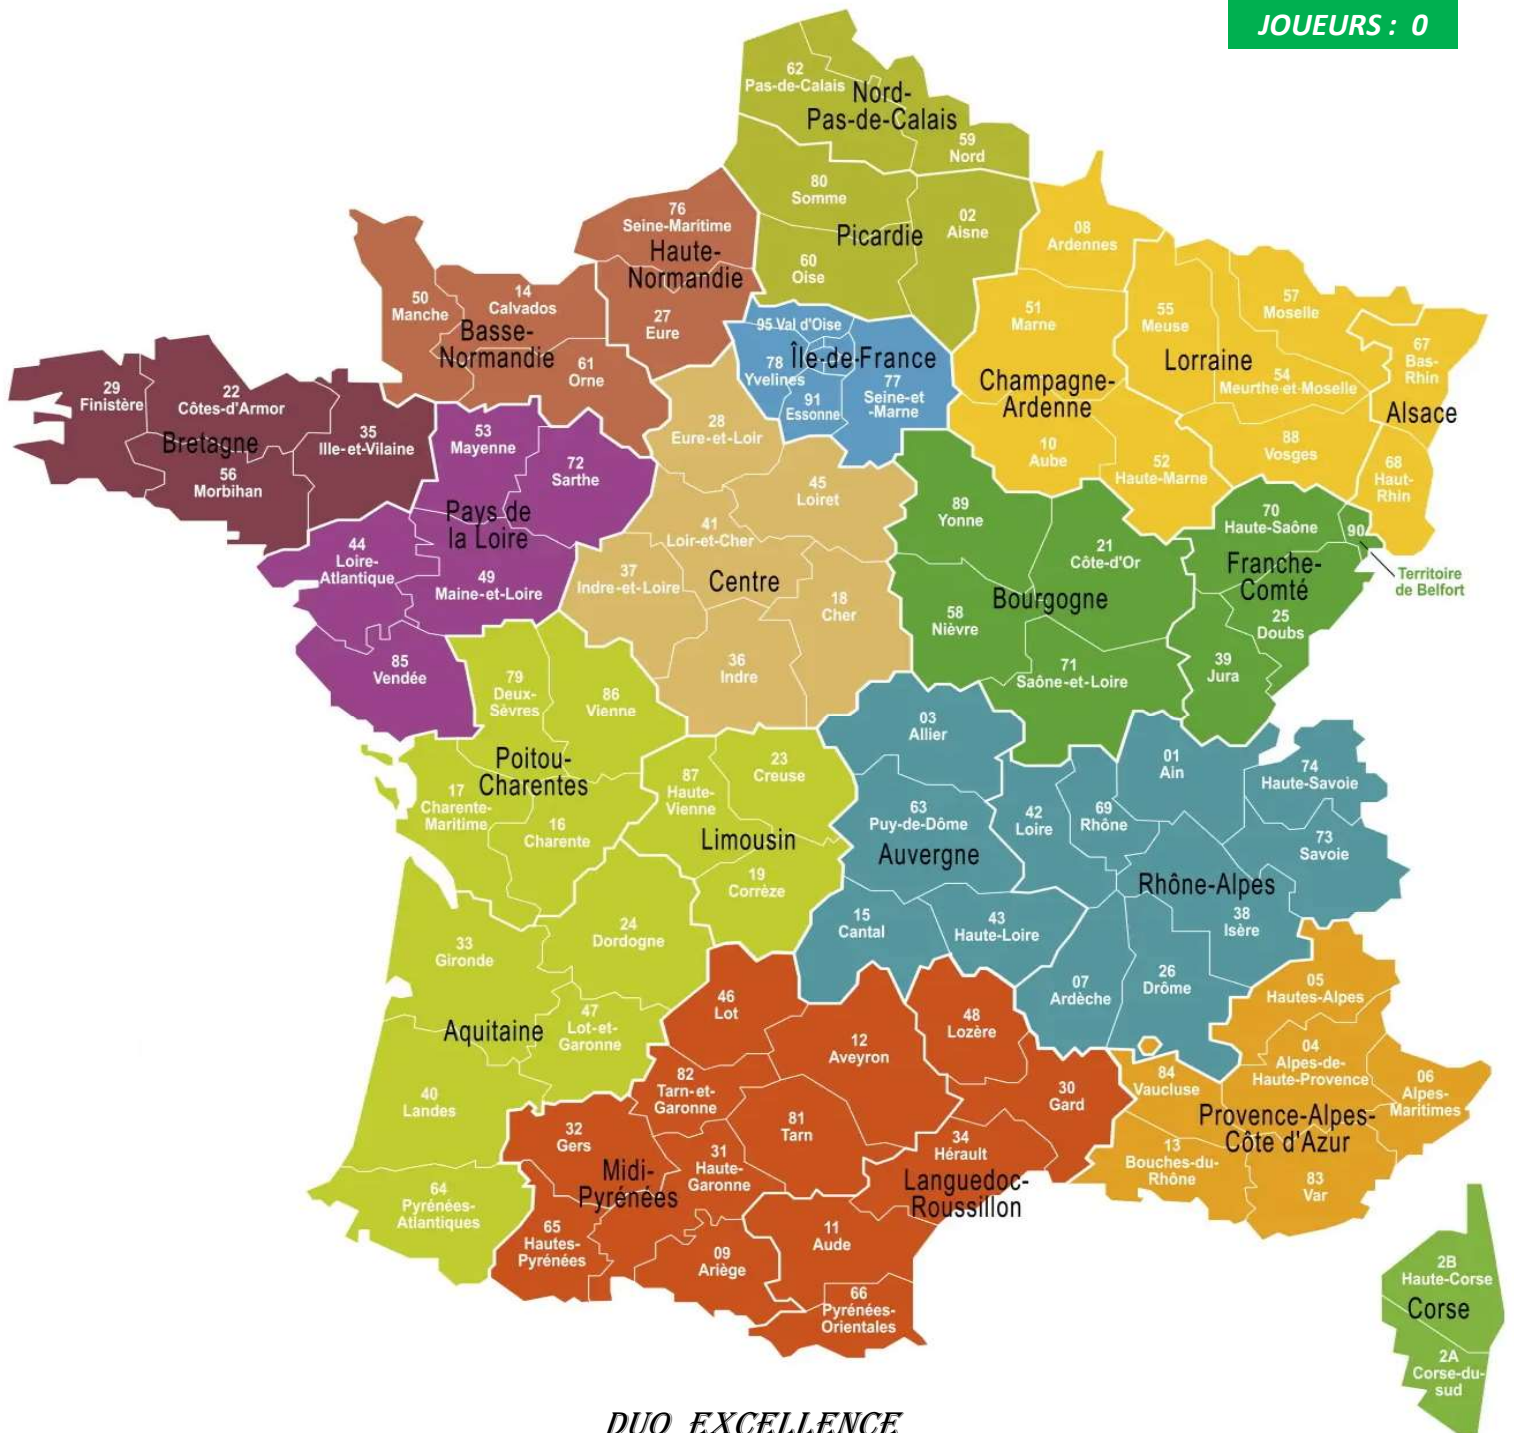 JOUEURS : 0
62
Pas-de-Calais
Nord-
Pas-de-Calais
59
Nord
80
Somme
02
Aisne
Picardie
60
Oise
76
Seine-Maritime
Haute-
Normandie
27
Eure
50
Manche
14
Calvados
Basse-
Normandie
61
Orne
08
Ardennes
51
Marne
Champagne-
Ardenne
10
Aube
52
Haute-Marne
55
Meuse
57
Moselle
Lorraine
54
Meurthe-et-Moselle
88
Vosges
67
Bas-
Rhin
Alsace
68
Haut-
Rhin
95 Val d'Oise
Île-de-France
78
Yvelines
77
Seine-et
-Marne
91
Essonne
29
Finistère
22
Côtes-d'Armor
Bretagne
35
Ille-et-Vilaine
56
Morbihan
53
Mayenne
72
Sarthe
Pays de
la Loire
44
Loire-
Atlantique
49
Maine-et-Loire
85
Vendée
28
Eure-et-Loir
45
Loiret
41
Loir-et-Cher
37
Indre-et-Loire
Centre
18
Cher
36
Indre
89
Yonne
21
Côte-d'Or
Bourgogne
58
Nièvre
71
Saône-et-Loire
70
Haute-Saône
90
Territoire
de Belfort
Franche-
Comté
25
Doubs
39
Jura
79
Deux-
Sèvres
86
Vienne
Poitou-
Charentes
17
Charente-
Maritime
16
Charente
87
Haute-
Vienne
23
Creuse
Limousin
19
Corrèze
03
Allier
63
Puy-de-Dôme
Auvergne
15
Cantal
43
Haute-Loire
01
Ain
74
Haute-Savoie
42
Loire
69
Rhône
73
Savoie
Rhône-Alpes
38
Isère
07
Ardèche
26
Drôme
33
Gironde
24
Dordogne
47
Lot-et-
Garonne
Aquitaine
40
Landes
64
Pyrénées-
Atlantiques
46
Lot
12
Aveyron
82
Tarn-et-
Garonne
81
Tarn
32
Gers
31
Haute-
Garonne
Midi-
Pyrénées
65
Hautes-
Pyrénées
09
Ariège
48
Lozère
30
Gard
34
Hérault
Languedoc-
Roussillon
11
Aude
66
Pyrénées-
Orientales
05
Hautes-Alpes
04
Alpes-de-
Haute-Provence
06
Alpes-
Maritimes
84
Vaucluse
Provence-Alpes-
Côte d'Azur
13
Bouches-du-
Rhône
83
Var
2B
Haute-Corse
Corse
2A
Corse-du-
sud
DUO EXCELLENCE